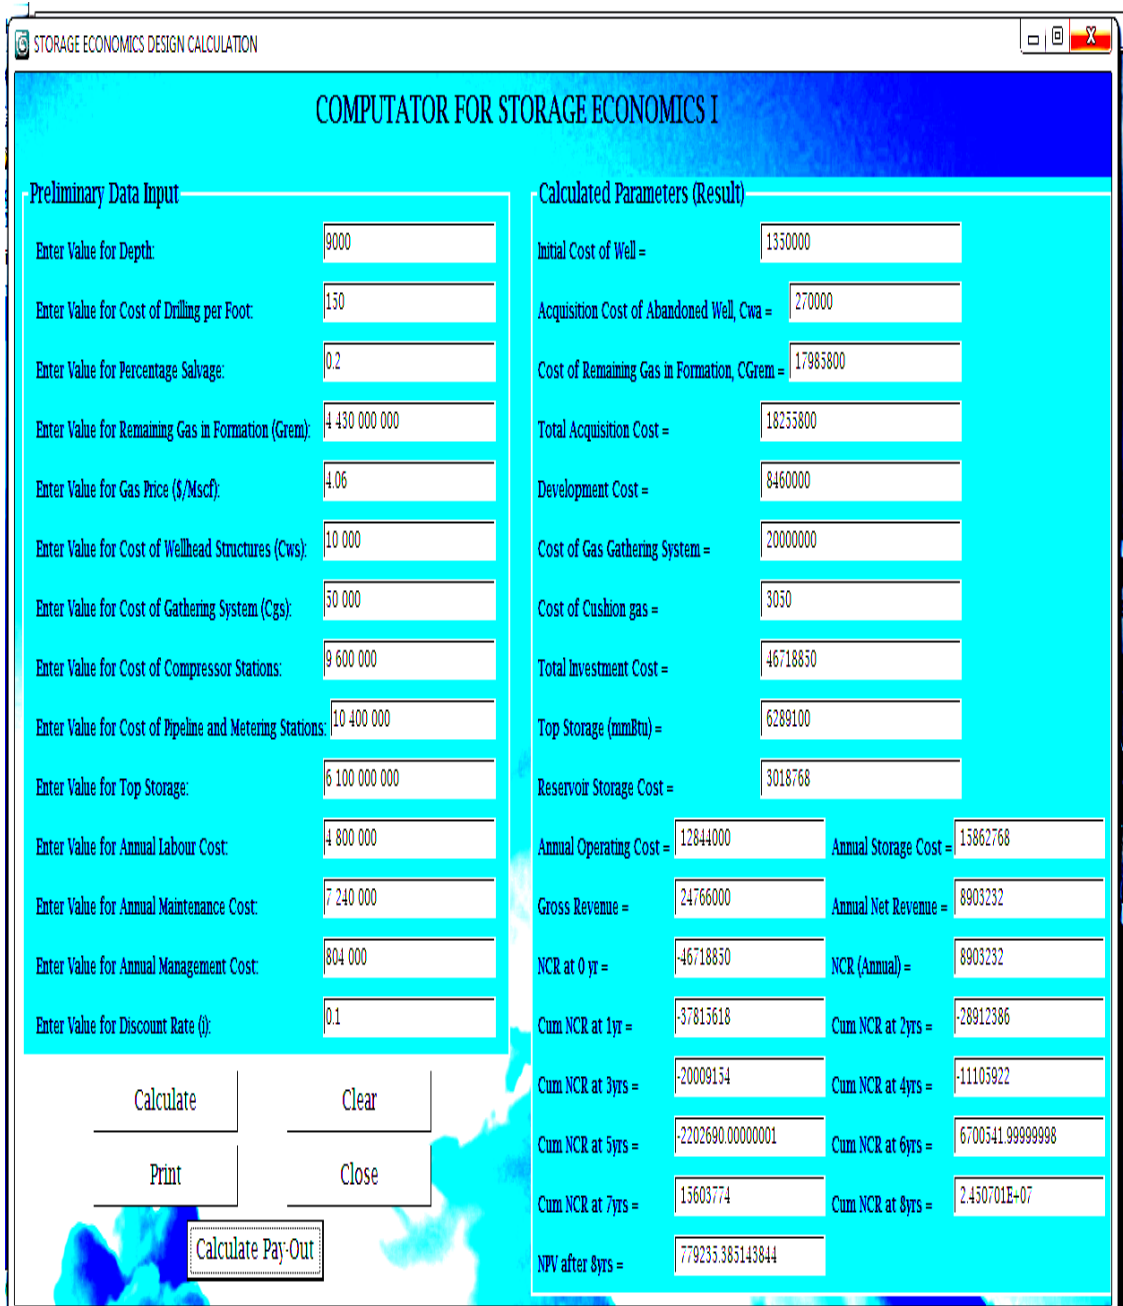 STORAGE ECONOMICS DESIGN CALCULATION
X
COMPUTATOR FOR STORAGE ECONOMICS I
Preliminary Data Input
Enter Value for Depth: 9000
Enter Value for Cost of Drilling per Foot: 150
Enter Value for Percentage Salvage: 0.2
Enter Value for Remaining Gas in Formation (Grem): 4 430 000 000
Enter Value for Gas Price ($/Mscf): 4.06
Enter Value for Cost of Wellhead Structures (Cws): 10 000
Enter Value for Cost of Gathering System (Cgs): 50 000
Enter Value for Cost of Compressor Stations: 9 600 000
Enter Value for Cost of Pipeline and Metering Stations: 10 400 000
Enter Value for Top Storage: 6 100 000 000
Enter Value for Annual Labour Cost: 4 800 000
Enter Value for Annual Maintenance Cost: 7 240 000
Enter Value for Annual Management Cost: 804 000
Enter Value for Discount Rate (i): 0.1
Calculate Clear
Print Close
Calculate Pay-Out
Calculated Parameters (Result)
Initial Cost of Well = 1350000
Acquisition Cost of Abandoned Well, Cwa = 270000
Cost of Remaining Gas in Formation, CGrem = 17985800
Total Acquisition Cost = 18255800
Development Cost = 8460000
Cost of Gas Gathering System = 20000000
Cost of Cushion gas = 3050
Total Investment Cost = 46718850
Top Storage (mmBtu) = 6289100
Reservoir Storage Cost = 3018768
Annual Operating Cost = 12844000 Annual Storage Cost = 15862768
Gross Revenue = 24766000 Annual Net Revenue = 8903232
NCR at 0 yr = -46718850 NCR (Annual) = 8903232
Cum NCR at 1yr = -37815618 Cum NCR at 2yrs = -28912386
Cum NCR at 3yrs = -20009154 Cum NCR at 4yrs = -11105922
Cum NCR at 5yrs = -2202690.00000001 Cum NCR at 6yrs = 6700541.99999998
Cum NCR at 7yrs = 15603774 Cum NCR at 8yrs = 2.450701E+07
NPV after 8yrs = 779235.385143844